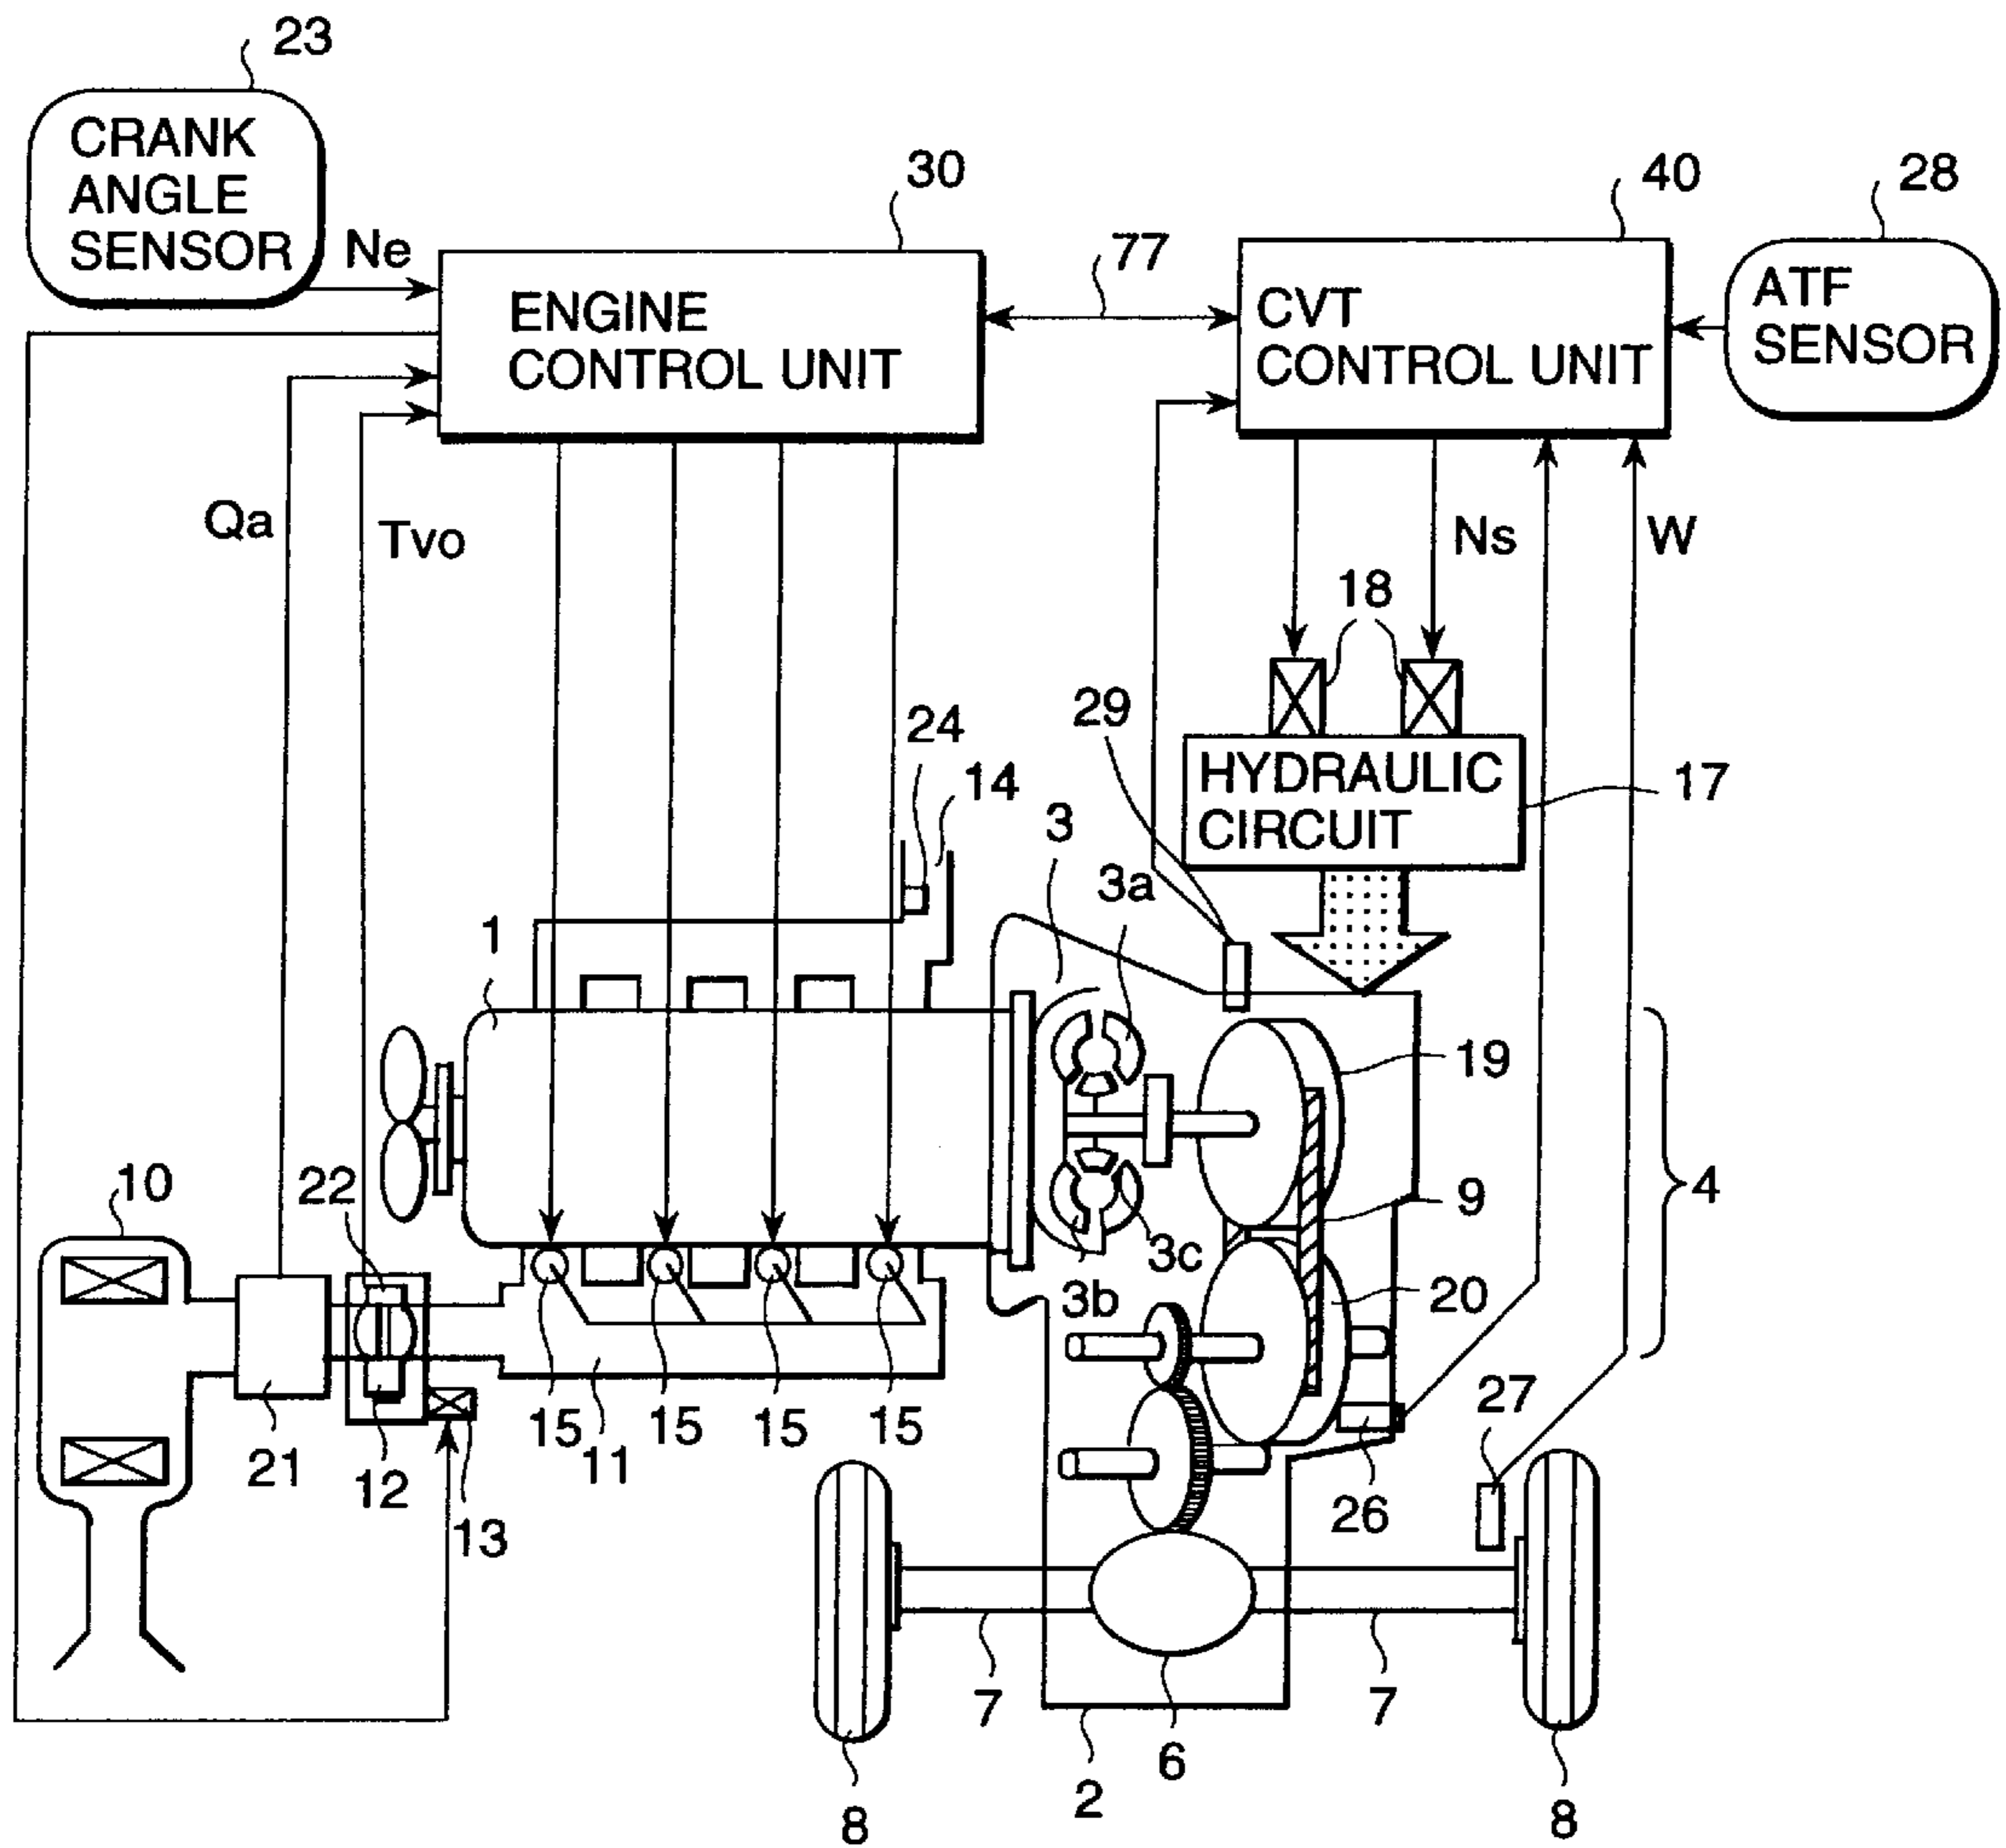 23
CRANK
ANGLE
SENSOR
Ne
30
ENGINE
CONTROL UNIT
77
40
CVT
CONTROL UNIT
28
ATF
SENSOR
Qa
Tvo
Ns
W
18
29
24
14
HYDRAULIC
CIRCUIT
17
3
3a
1
19
4
10
22
9
3c
3b
20
21
12
13
15
11
15
15
15
26
27
7
7
6
2
8
8